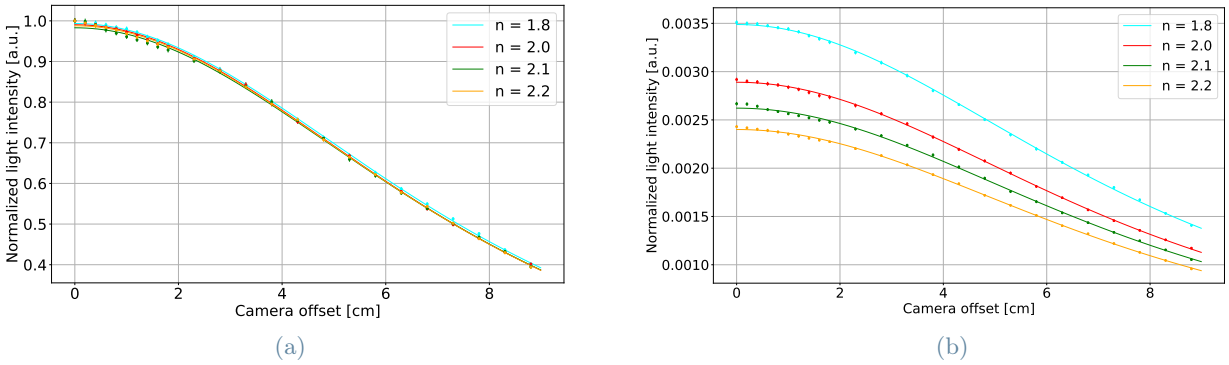 1.0
0.9
0.8
0.7
0.6
0.5
0.4
0
2
4
6
8
Normalized light intensity [a.u.]
Camera offset [cm]
n = 1.8
n = 2.0
n = 2.1
n = 2.2
(a)
0.0035
0.0030
0.0025
0.0020
0.0015
0.0010
0
2
4
6
8
Normalized light intensity [a.u.]
Camera offset [cm]
n = 1.8
n = 2.0
n = 2.1
n = 2.2
(b)